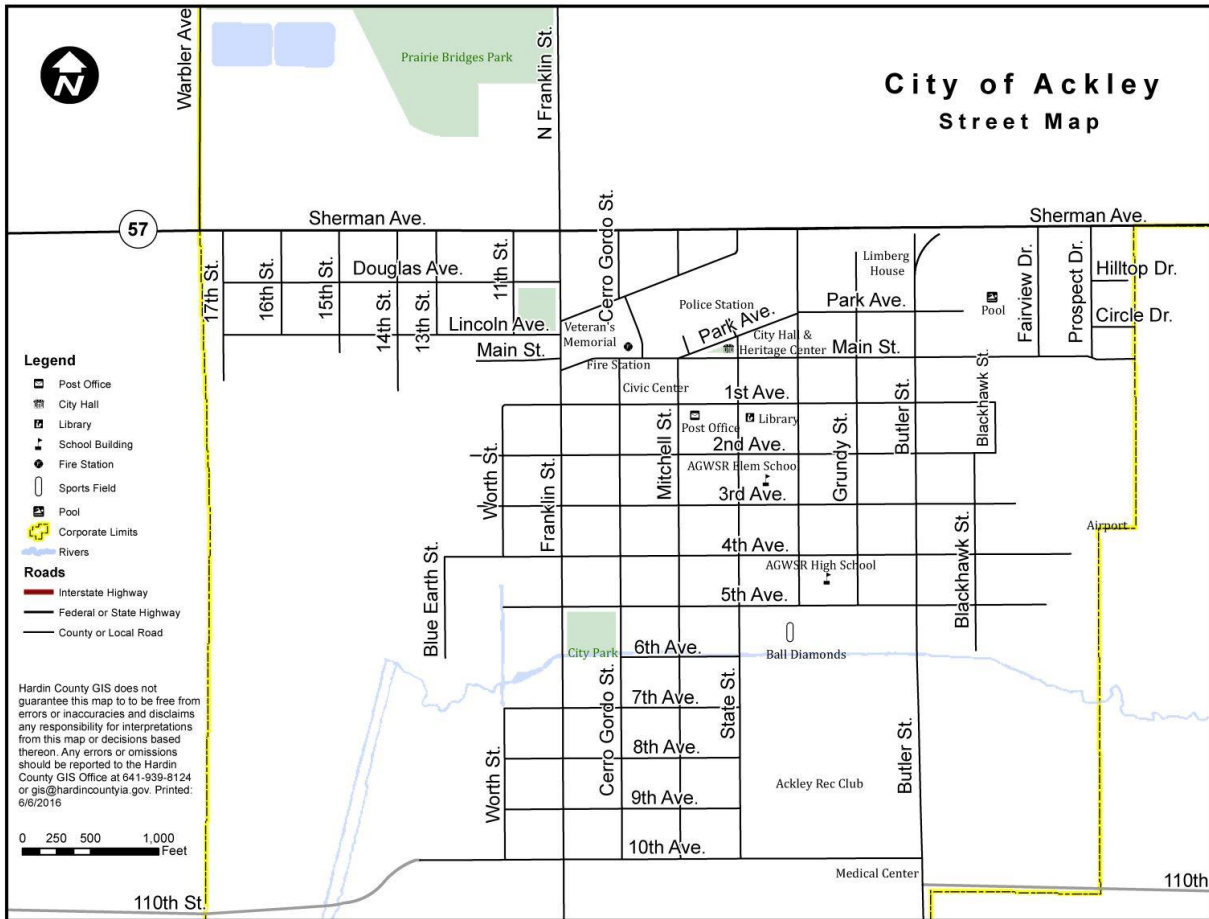 City of Ackley
Street Map
N
Warbler Ave
Prairie Bridges Park
N Franklin St.
57
Sherman Ave.
Sherman Ave.
Cerro Gordo St.
17th St.
16th St.
15th St.
14th St.
13th St.
11th St.
Douglas Ave.
Lincoln Ave.
Main St.
Veteran's
Memorial
Fire Station
Civic Center
Police Station
Park Ave.
City Hall &
Heritage Center
Main St.
Park Ave.
Limberg
House
Pool
Fairview Dr.
Prospect Dr.
Hilltop Dr.
Circle Dr.
1st Ave.
Post Office
Library
2nd Ave.
AGWSR Elem School
3rd Ave.
4th Ave.
AGWSR High School
5th Ave.
Worth St.
Franklin St.
Mitchell St.
Grundy St.
Butler St.
Blackhawk St.
Blackhawk St.
Airport
Blue Earth St.
City Park
6th Ave.
Ball Diamonds
7th Ave.
8th Ave.
9th Ave.
10th Ave.
Worth St.
Cerro Gordo St.
State St.
Butler St.
Ackley Rec Club
Medical Center
110th St.
110th
Legend
Post Office
City Hall
Library
School Building
Fire Station
Sports Field
Pool
Corporate Limits
Rivers
Roads
Interstate Highway
Federal or State Highway
County or Local Road
Hardin County GIS does not
guarantee this map to to be free from
errors or inaccuracies and disclaims
any responsibility for interpretations
from this map or decisions based
thereon. Any errors or omissions
should be reported to the Hardin
County GIS Office at 641-939-8124
or gis@hardincountyia.gov. Printed:
6/6/2016
0 250 500 1,000
Feet